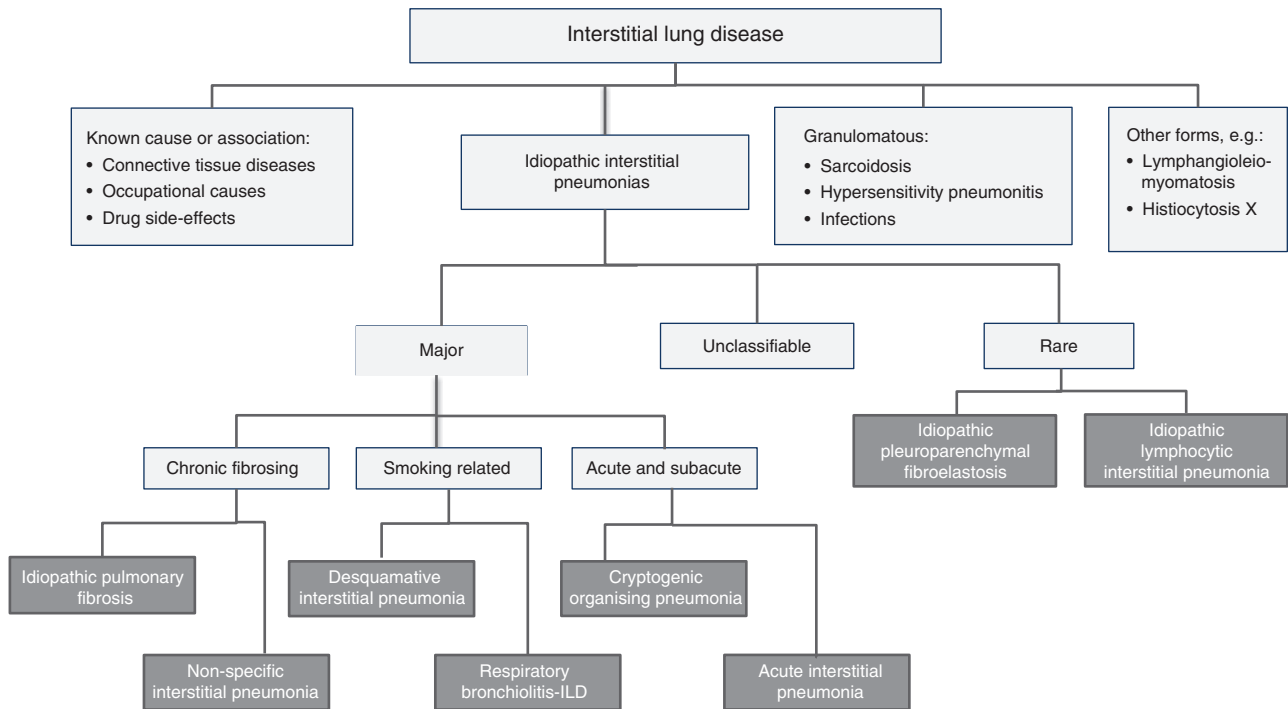 Interstitial lung disease
Known cause or association:
• Connective tissue diseases
• Occupational causes
• Drug side-effects
Idiopathic interstitial
pneumonias
Granulomatous:
• Sarcoidosis
• Hypersensitivity pneumonitis
• Infections
Other forms, e.g.:
• Lymphangioleio-
myomatosis
• Histiocytosis X
Major
Unclassifiable
Rare
Chronic fibrosing
Smoking related
Acute and subacute
Idiopathic
pleuroparenchymal
fibroelastosis
Idiopathic
lymphocytic
interstitial pneumonia
Idiopathic pulmonary
fibrosis
Desquamative
interstitial pneumonia
Cryptogenic
organising pneumonia
Non-specific
interstitial pneumonia
Respiratory
bronchiolitis-ILD
Acute interstitial
pneumonia